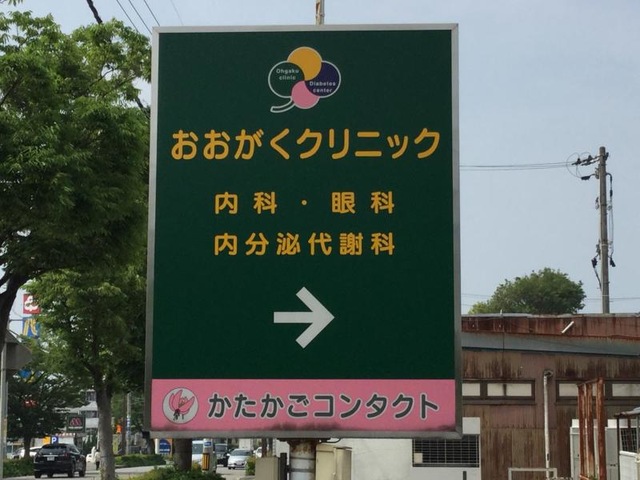 Ohgaku
clinic
Diabetes
center
おおがくクリニック
内科・眼科
内分泌代謝科
かたかごコンタクト